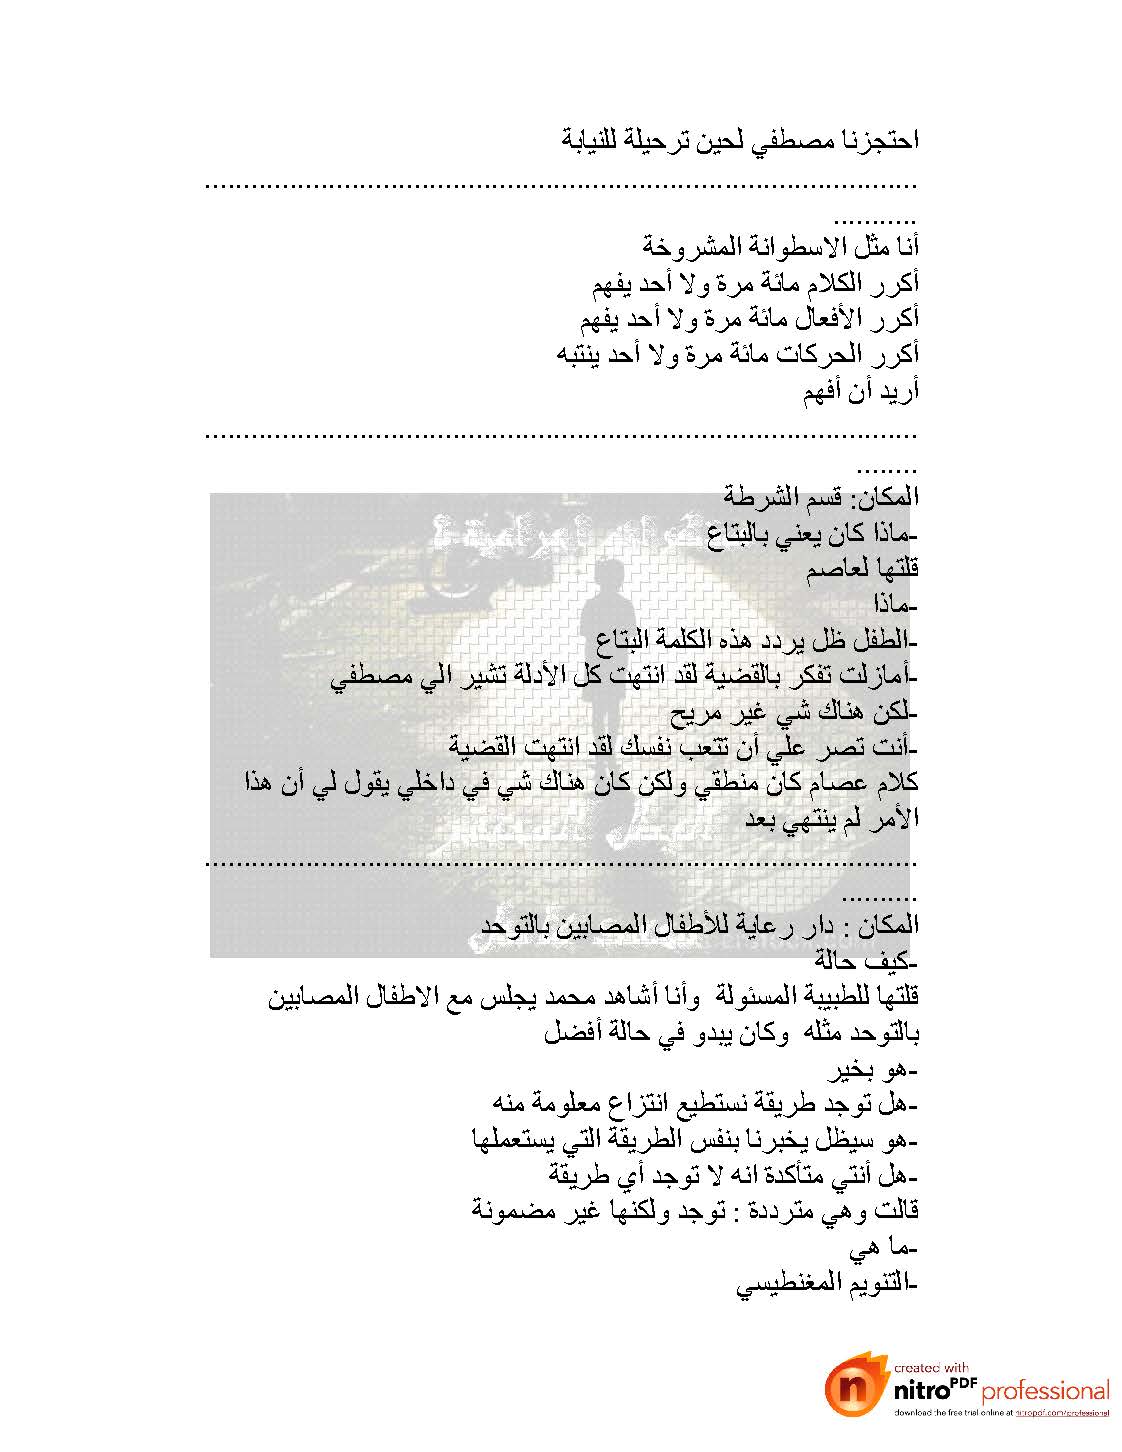 احتجزنا مصطفي لحين ترحيلة للنيابة
............................................................................................
...........
أنا مثل الاسطوانة المشروخة
أكرر الكلام مائة مرة ولا أحد يفهم
أكرر الأفعال مائة مرة ولا أحد يفهم
أكرر الحركات مائة مرة ولا أحد ينتبه
أريد أن أفهم
............................................................................................
........
المكان: قسم الشرطة
-ماذا كان يعني بالبتاع
قلتها لعاصم
-ماذا
-الطفل ظل يردد هذه الكلمة البتاع
-أمازلت تفكر بالقضية لقد انتهت كل الأدلة تشير الي مصطفي
-لكن هناك شي غير مريح
-أنت تصر علي أن تتعب نفسك لقد انتهت القضية
كلام عصام كان منطقي ولكن كان هناك شي في داخلي يقول لي أن هذا
الأمر لم ينتهي بعد
............................................................................................
..........
المكان : دار رعاية للأطفال المصابين بالتوحد
-كيف حالة
قلتها للطبيبة المسئولة وأنا أشاهد محمد يجلس مع الاطفال المصابين
بالتوحد مثله وكان يبدو في حالة أفضل
-هو بخير
-هل توجد طريقة نستطيع انتزاع معلومة منه
-هو سيظل يخبرنا بنفس الطريقة التي يستعملها
-هل أنتي متأكدة انه لا توجد أي طريقة
قالت وهي مترددة : توجد ولكنها غير مضمونة
-ما هي
-التنويم المغنطيسي
created with
nitroPDF professional
download the free trial online at nitropdf.com/professional